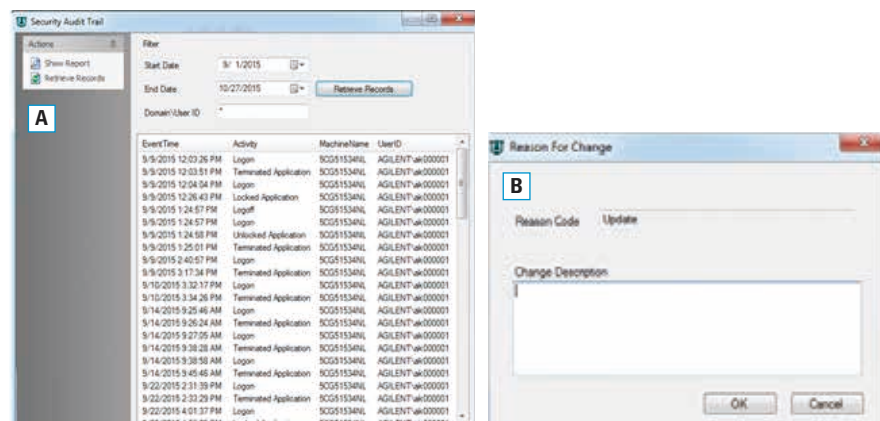 Security Audit Trail
Actions
Show Report
Retrieve Records
A
Filter
Start Date 9/ 1/2015
End Date 10/27/2015 Retrieve Records
Domain\User ID *
EventTime Activity MachineName UserID
9/9/2015 12:03:26 PM Logon 5CG51534NL AGILENT\ak000001
9/9/2015 12:03:51 PM Terminated Application 5CG51534NL AGILENT\ak000001
9/9/2015 12:04:04 PM Logon 5CG51534NL AGILENT\ak000001
9/9/2015 12:26:43 PM Locked Application 5CG51534NL AGILENT\ak000001
9/9/2015 1:24:57 PM Logoff 5CG51534NL AGILENT\ak000001
9/9/2015 1:24:57 PM Logon 5CG51534NL AGILENT\ak000001
9/9/2015 1:24:58 PM Unlocked Application 5CG51534NL AGILENT\ak000001
9/9/2015 1:25:01 PM Terminated Application 5CG51534NL AGILENT\ak000001
9/9/2015 2:40:57 PM Logon 5CG51534NL AGILENT\ak000001
9/9/2015 3:17:34 PM Terminated Application 5CG51534NL AGILENT\ak000001
9/10/2015 3:32:17 PM Logon 5CG51534NL AGILENT\ak000001
9/10/2015 3:34:26 PM Terminated Application 5CG51534NL AGILENT\ak000001
9/14/2015 9:25:46 AM Logon 5CG51534NL AGILENT\ak000001
9/14/2015 9:26:24 AM Terminated Application 5CG51534NL AGILENT\ak000001
9/14/2015 9:27:05 AM Logon 5CG51534NL AGILENT\ak000001
9/14/2015 9:38:28 AM Terminated Application 5CG51534NL AGILENT\ak000001
9/14/2015 9:38:58 AM Logon 5CG51534NL AGILENT\ak000001
9/14/2015 9:45:46 AM Terminated Application 5CG51534NL AGILENT\ak000001
9/22/2015 2:31:39 PM Logon 5CG51534NL AGILENT\ak000001
9/22/2015 2:33:29 PM Terminated Application 5CG51534NL AGILENT\ak000001
9/22/2015 4:01:37 PM Logon 5CG51534NL AGILENT\ak000001
Reason For Change
B
Reason Code Update
Change Description
OK Cancel